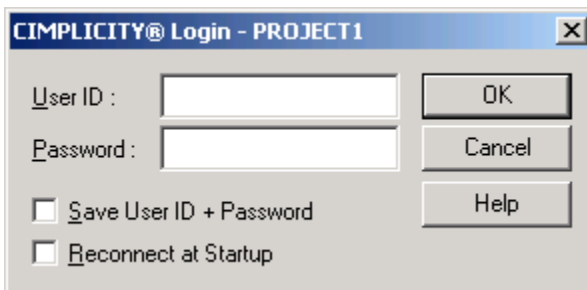 CIMPLICITY® Login - PROJECT1
User ID :
OK
Password :
Cancel
Save User ID + Password
Help
Reconnect at Startup